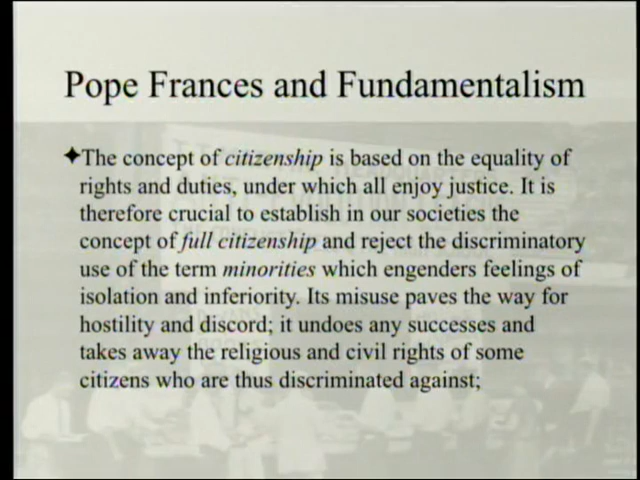 Pope Frances and Fundamentalism
✦The concept of citizenship is based on the equality of
rights and duties, under which all enjoy justice. It is
therefore crucial to establish in our societies the
concept of full citizenship and reject the discriminatory
use of the term minorities which engenders feelings of
isolation and inferiority. Its misuse paves the way for
hostility and discord; it undoes any successes and
takes away the religious and civil rights of some
citizens who are thus discriminated against;